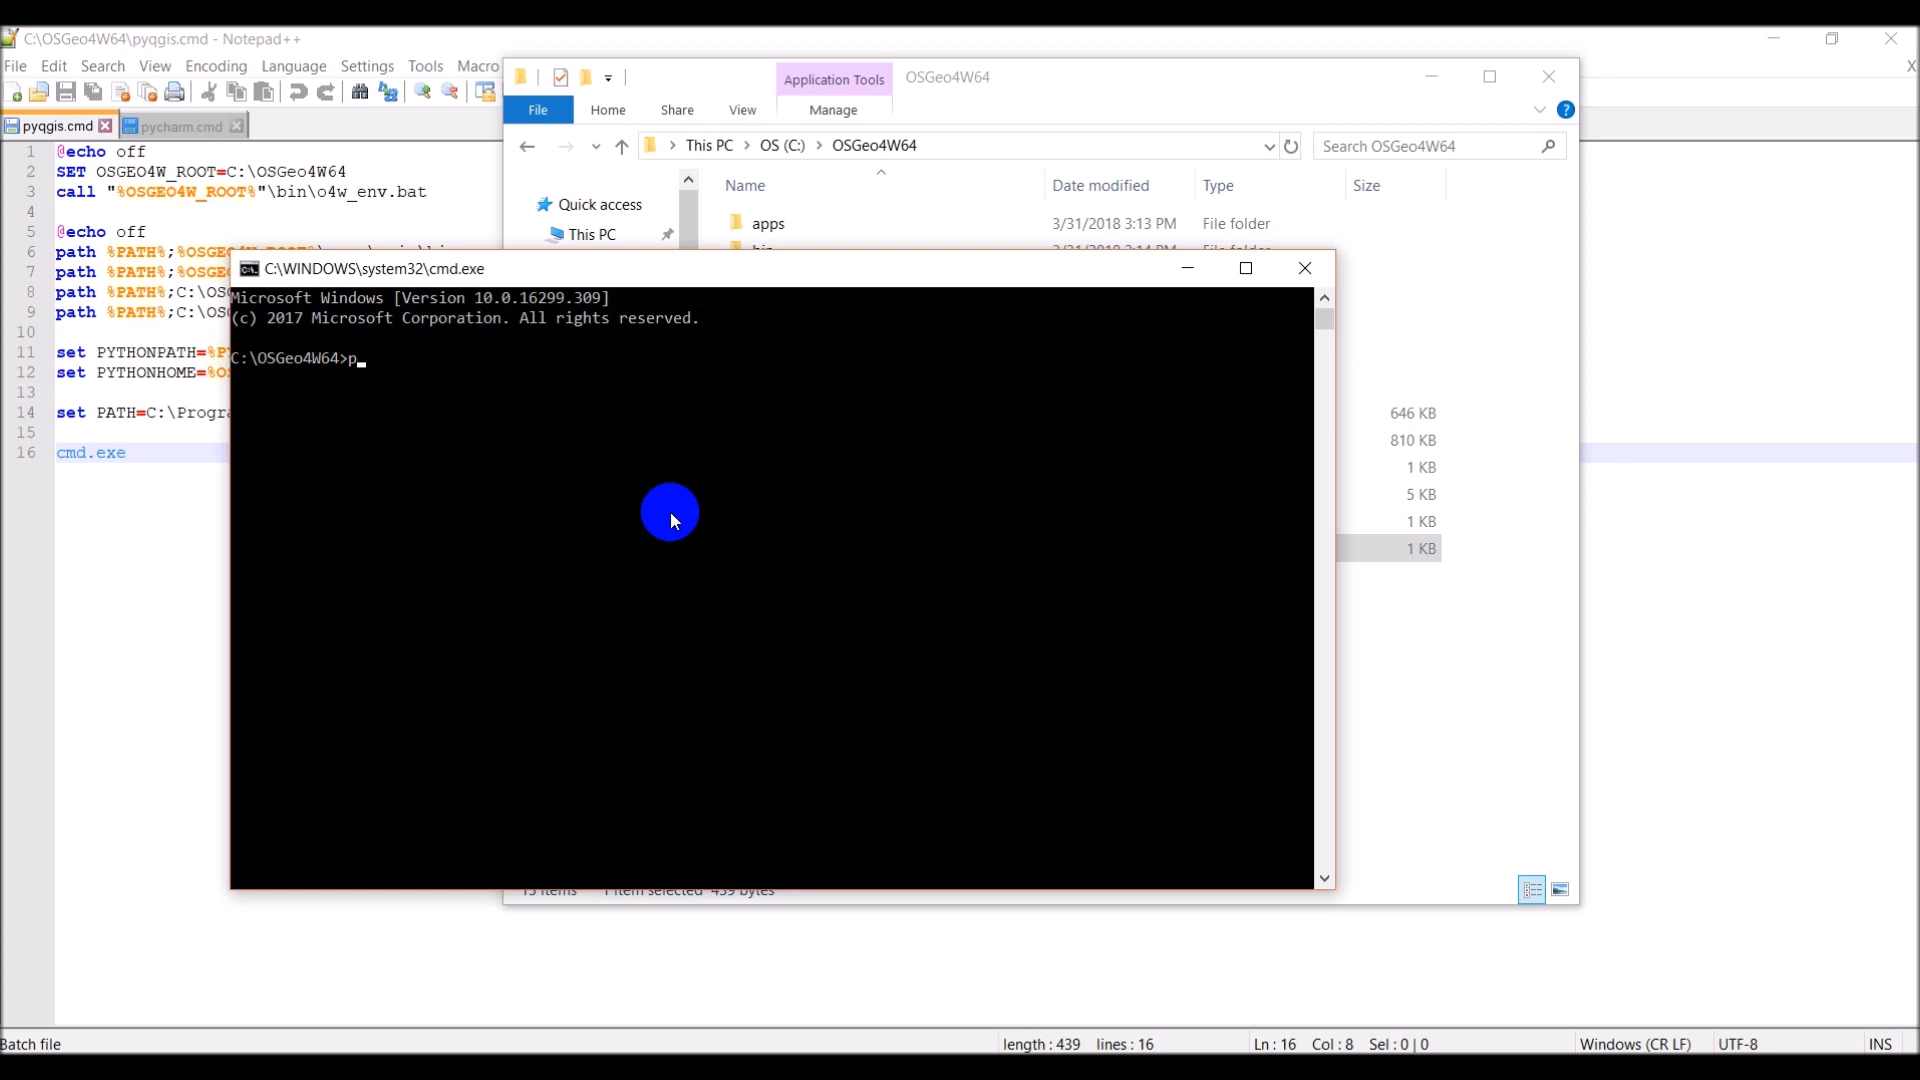 C:\OSGeo4W64\pyqgis.cmd - Notepad++
File Edit Search View Encoding Language Settings Tools Macro
X
pyqgis.cmd
pycharm.cmd
1 @echo off
2 SET OSGEO4W_ROOT=C:\OSGeo4W64
3 call "%OSGEO4W_ROOT%"\bin\o4w_env.bat
4
5 @echo off
6 path %PATH%;%OSGE
7 path %PATH%;%OSGE
8 path %PATH%;C:\OS
9 path %PATH%;C:\OS
10
11 set PYTHONPATH=%P
12 set PYTHONHOME=%O
13
14 set PATH=C:\Progr
15
16 cmd.exe
Application Tools
OSGeo4W64
File Home Share View Manage
This PC > OS (C:) > OSGeo4W64
Search OSGeo4W64
Name Date modified Type Size
Quick access
This PC
apps 3/31/2018 3:13 PM File folder
646 KB
810 KB
1 KB
5 KB
1 KB
1 KB
C:\WINDOWS\system32\cmd.exe
Microsoft Windows [Version 10.0.16299.309]
(c) 2017 Microsoft Corporation. All rights reserved.
C:\OSGeo4W64>p_
Batch file
length : 439 lines : 16
Ln : 16 Col : 8 Sel : 0 | 0
Windows (CR LF)
UTF-8
INS